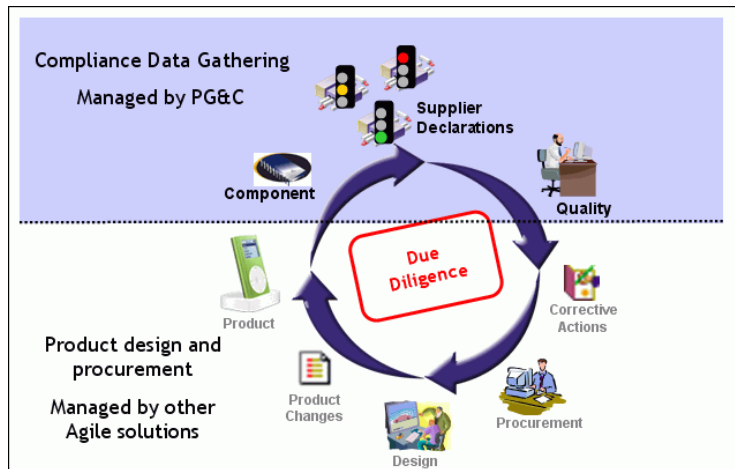 Compliance Data Gathering
Managed by PG&C
Supplier
Declarations
Component
Quality
Due
Diligence
Product
Corrective
Actions
Product design and
procurement
Managed by other
Agile solutions
Product
Changes
Procurement
Design